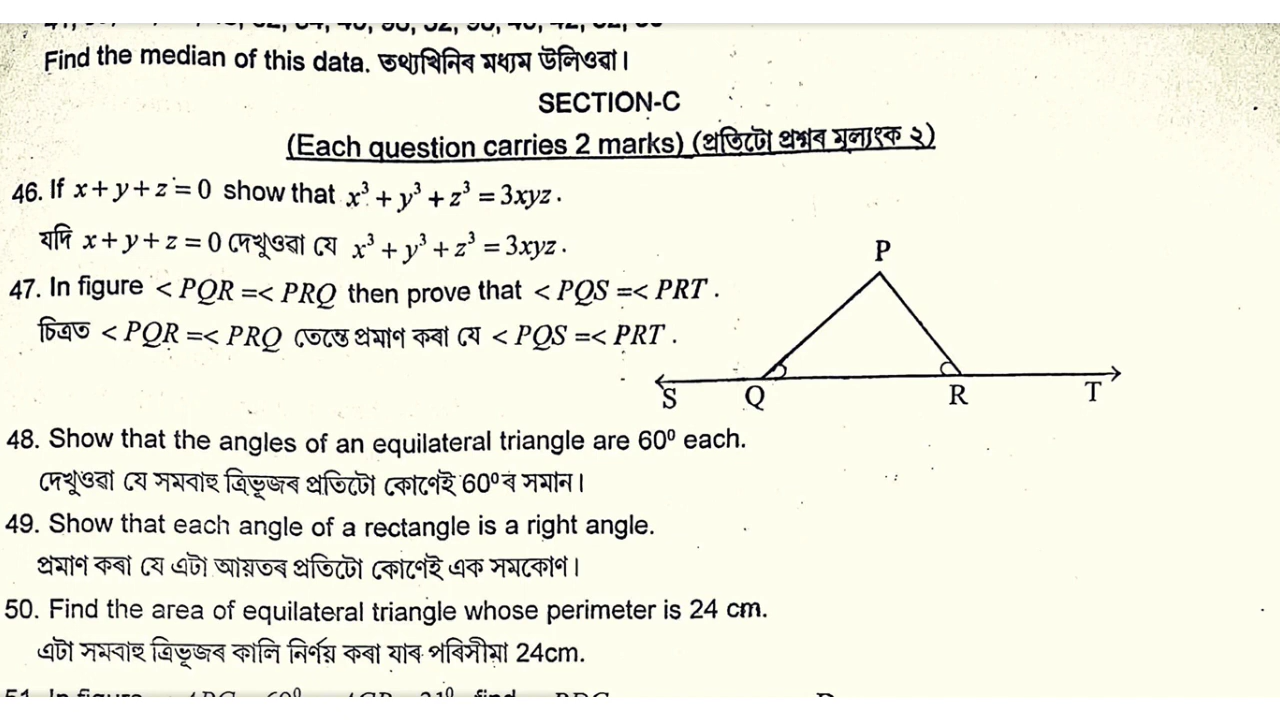 Find the median of this data. তথ্যখিনিৰ মধ্যম উলিওৱা।
SECTION-C
(Each question carries 2 marks) (প্ৰতিটো প্ৰশ্নৰ মূল্যংক ২)
46. If x+y+z=0 show that x³+y³+z³=3xyz.
যদি x+y+z=0 দেখুওৱা যে x³+y³+z³=3xyz.
47. In figure <PQR=<PRQ then prove that <PQS=<PRT.
চিত্ৰত <PQR=<PRQ তেন্তে প্ৰমাণ কৰা যে <PQS=<PRT.
P
S Q R T
48. Show that the angles of an equilateral triangle are 60⁰ each.
দেখুওৱা যে সমবাহু ত্ৰিভূজৰ প্ৰতিটো কোণেই 60⁰ৰ সমান।
49. Show that each angle of a rectangle is a right angle.
প্ৰমাণ কৰা যে এটা আয়তৰ প্ৰতিটো কোণেই এক সমকোণ।
50. Find the area of equilateral triangle whose perimeter is 24 cm.
এটা সমবাহু ত্ৰিভূজৰ কালি নিৰ্ণয় কৰা যাৰ পৰিসীমা 24cm.